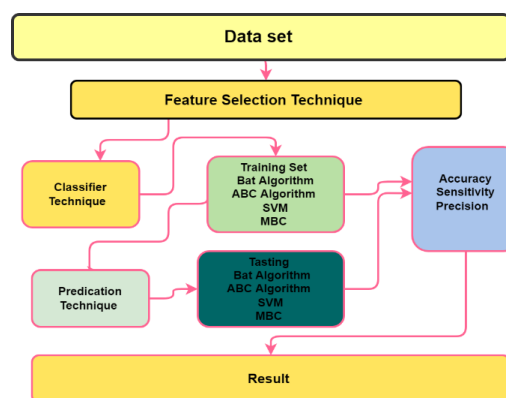 Data set
Feature Selection Technique
Classifier
Technique
Training Set
Bat Algorithm
ABC Algorithm
SVM
MBC
Accuracy
Sensitivity
Precision
Predication
Technique
Tasting
Bat Algorithm
ABC Algorithm
SVM
MBC
Result